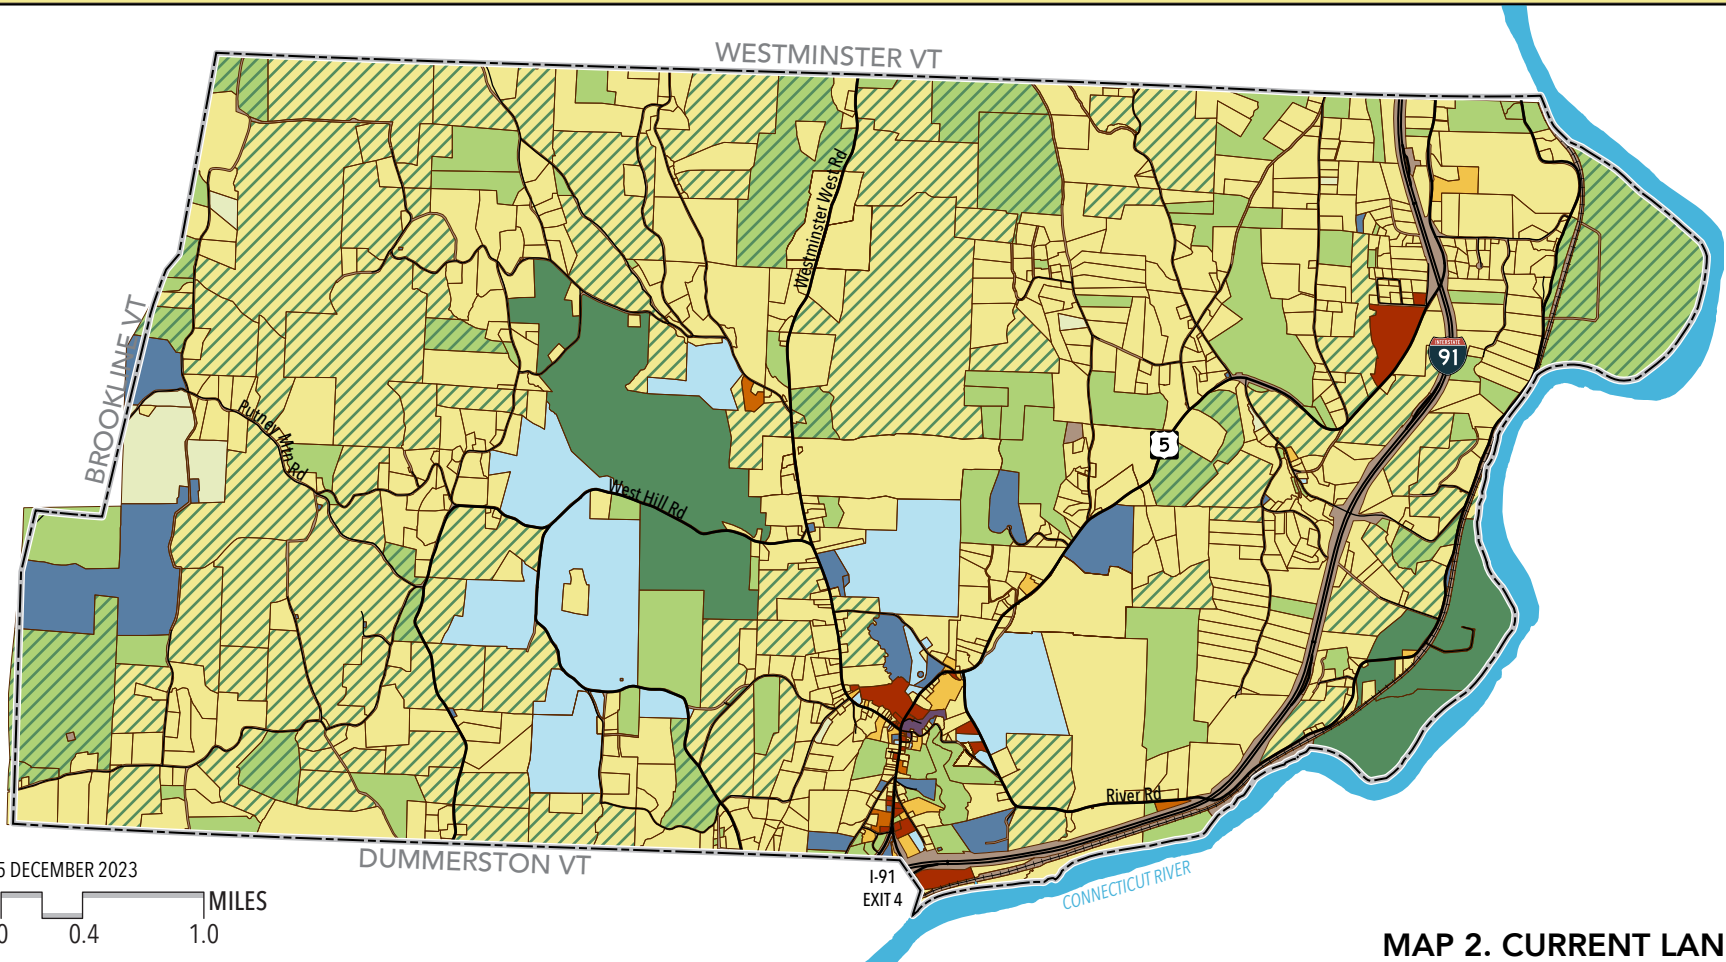 WESTMINSTER VT
Westminster West Rd
BROOKLINE VT
INTERSTATE
91
Putney Mtn Rd
5
West Hill Rd
River Rd
DUMMERSTON VT
5 DECEMBER 2023
MILES
0 0.4 1.0
I-91
EXIT 4
CONNECTICUT RIVER
MAP 2. CURRENT LAN